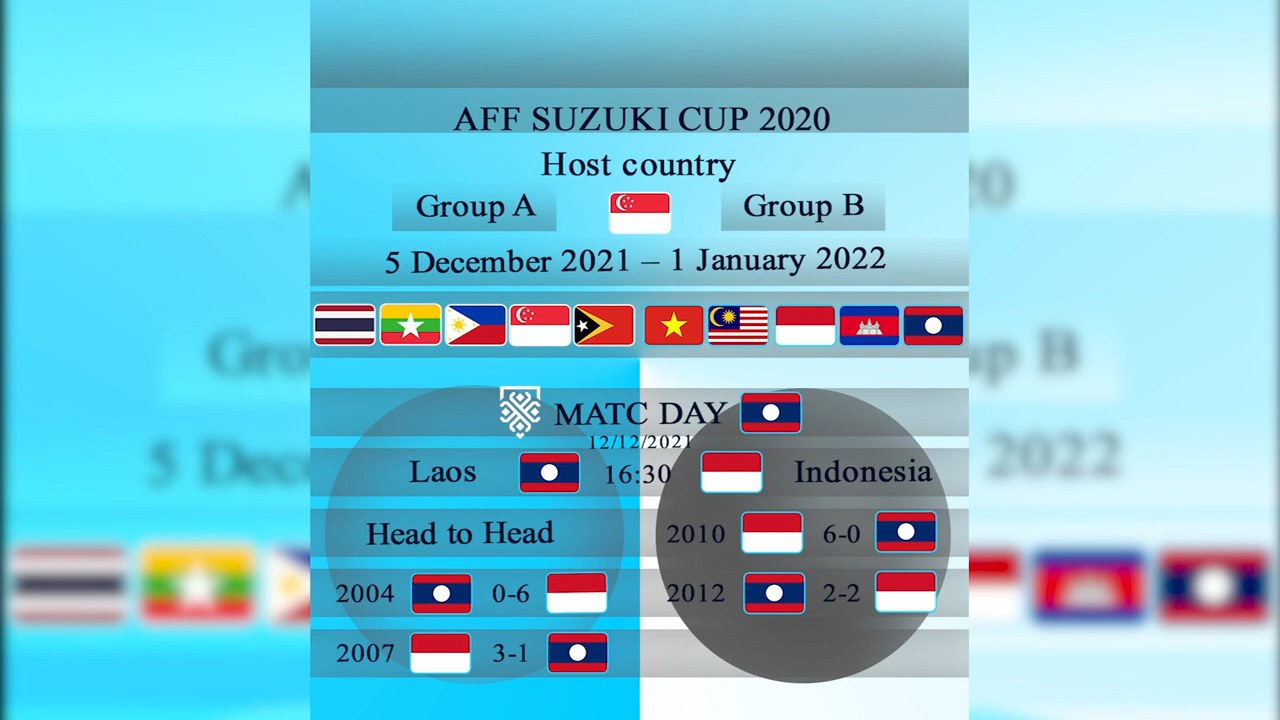 AFF SUZUKI CUP 2020
Host country
Group A
Group B
5 December 2021 – 1 January 2022
MATC DAY
12/12/2021
Laos
16:30
Indonesia
Head to Head
2004 0-6
2007 3-1
2010 6-0
2012 2-2